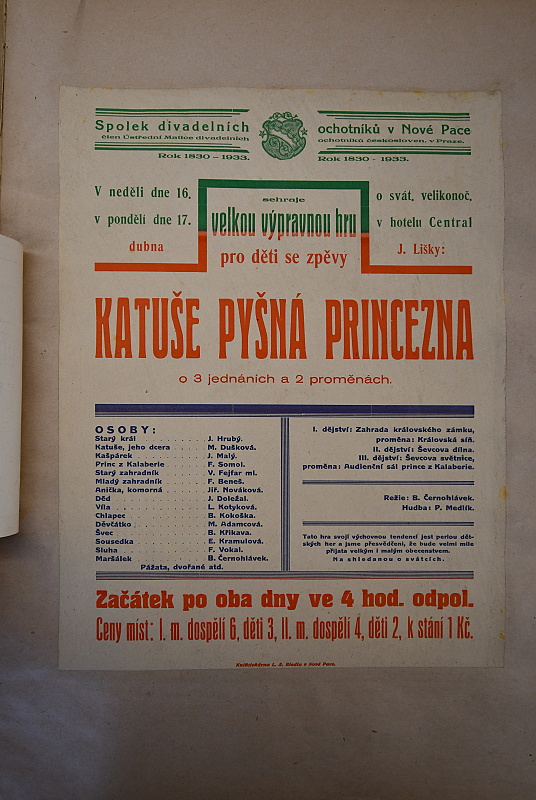 Spolek divadelních
člen Ústřední Matice divadelních
Rok 1830 – 1933.
ochotníků v Nové Pace
ochotníků českosloven. v Praze.
Rok 1830 - 1933.
V neděli dne 16.
v pondělí dne 17.
dubna
sehraje
velkou výpravnou hru
pro děti se zpěvy
o svát. velikonoč.
v hotelu Central
J. Lišky:
KATUŠE PYŠNÁ PRINCEZNA
o 3 jednáních a 2 proměnách.
OSOBY:
Starý král . . . . . . . . . J. Hrubý.
Katuše, jeho dcera . . . . M. Dušková.
Kašpárek . . . . . . . . . J. Malý.
Princ z Kalaberie . . . . . F. Somol.
Starý zahradník . . . . . . V. Fejfar ml.
Mladý zahradník . . . . . . F. Beneš.
Anička, komorná . . . . . . Jiř. Nováková.
Děd . . . . . . . . . . . J. Doležal.
Víla . . . . . . . . . . . L. Kotyková.
Chlapec . . . . . . . . . B. Kokoška.
Děvčátko . . . . . . . . . M. Adamcová.
Švec . . . . . . . . . . . B. Křikava.
Sousedka . . . . . . . . . E. Kramulová.
Sluha . . . . . . . . . . F. Vokal.
Maršálek . . . . . . . . . B. Černohlávek.
Pážata, dvořané atd.
I. dějství: Zahrada královského zámku,
proměna: Královská síň.
II. dějství: Ševcova dílna.
III. dějství: Ševcova světnice,
proměna: Audienční sál prince z Kalaberie.
Režie: B. Černohlávek.
Hudba: P. Medlík.
Tato hra svojí výchovnou tendencí jest perlou dět-
ských her a jsme přesvědčeni, že bude velmi mile
přijata velkým i malým obecenstvem.
Na shledanou o svátcích.
Začátek po oba dny ve 4 hod. odpol.
Ceny míst: I. m. dospělí 6, děti 3, II. m. dospělí 4, děti 2, k stání 1 Kč.
Knihtiskárna L. J. v Nové Pace.